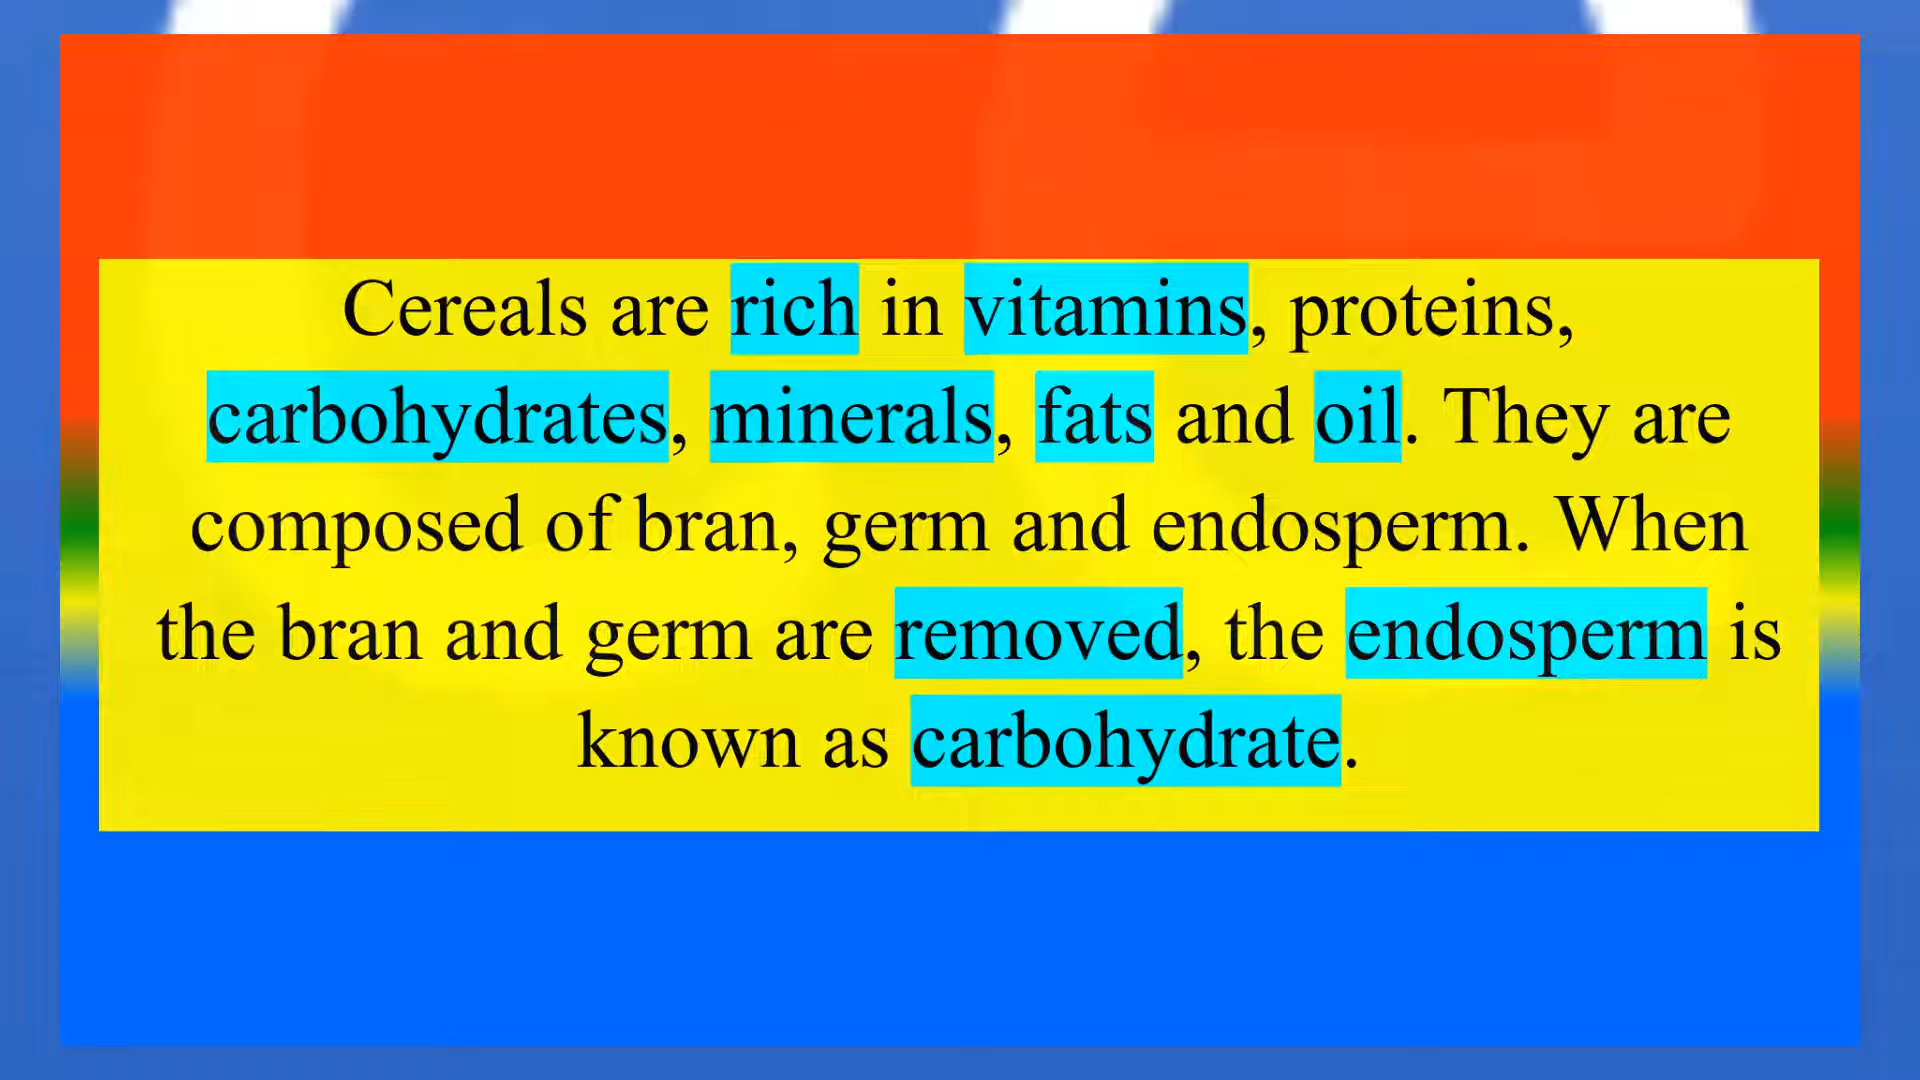 Cereals are rich in vitamins, proteins,
carbohydrates, minerals, fats and oil. They are
composed of bran, germ and endosperm. When
the bran and germ are removed, the endosperm is
known as carbohydrate.